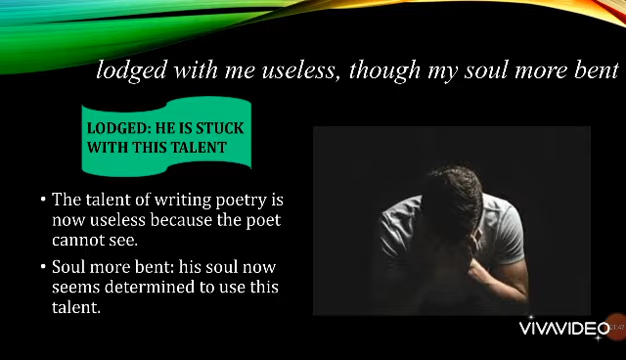 lodged with me useless, though my soul more bent
LODGED: HE IS STUCK
WITH THIS TALENT
• The talent of writing poetry is
now useless because the poet
cannot see.
• Soul more bent: his soul now
seems determined to use this
talent.
VIVAVIDEO